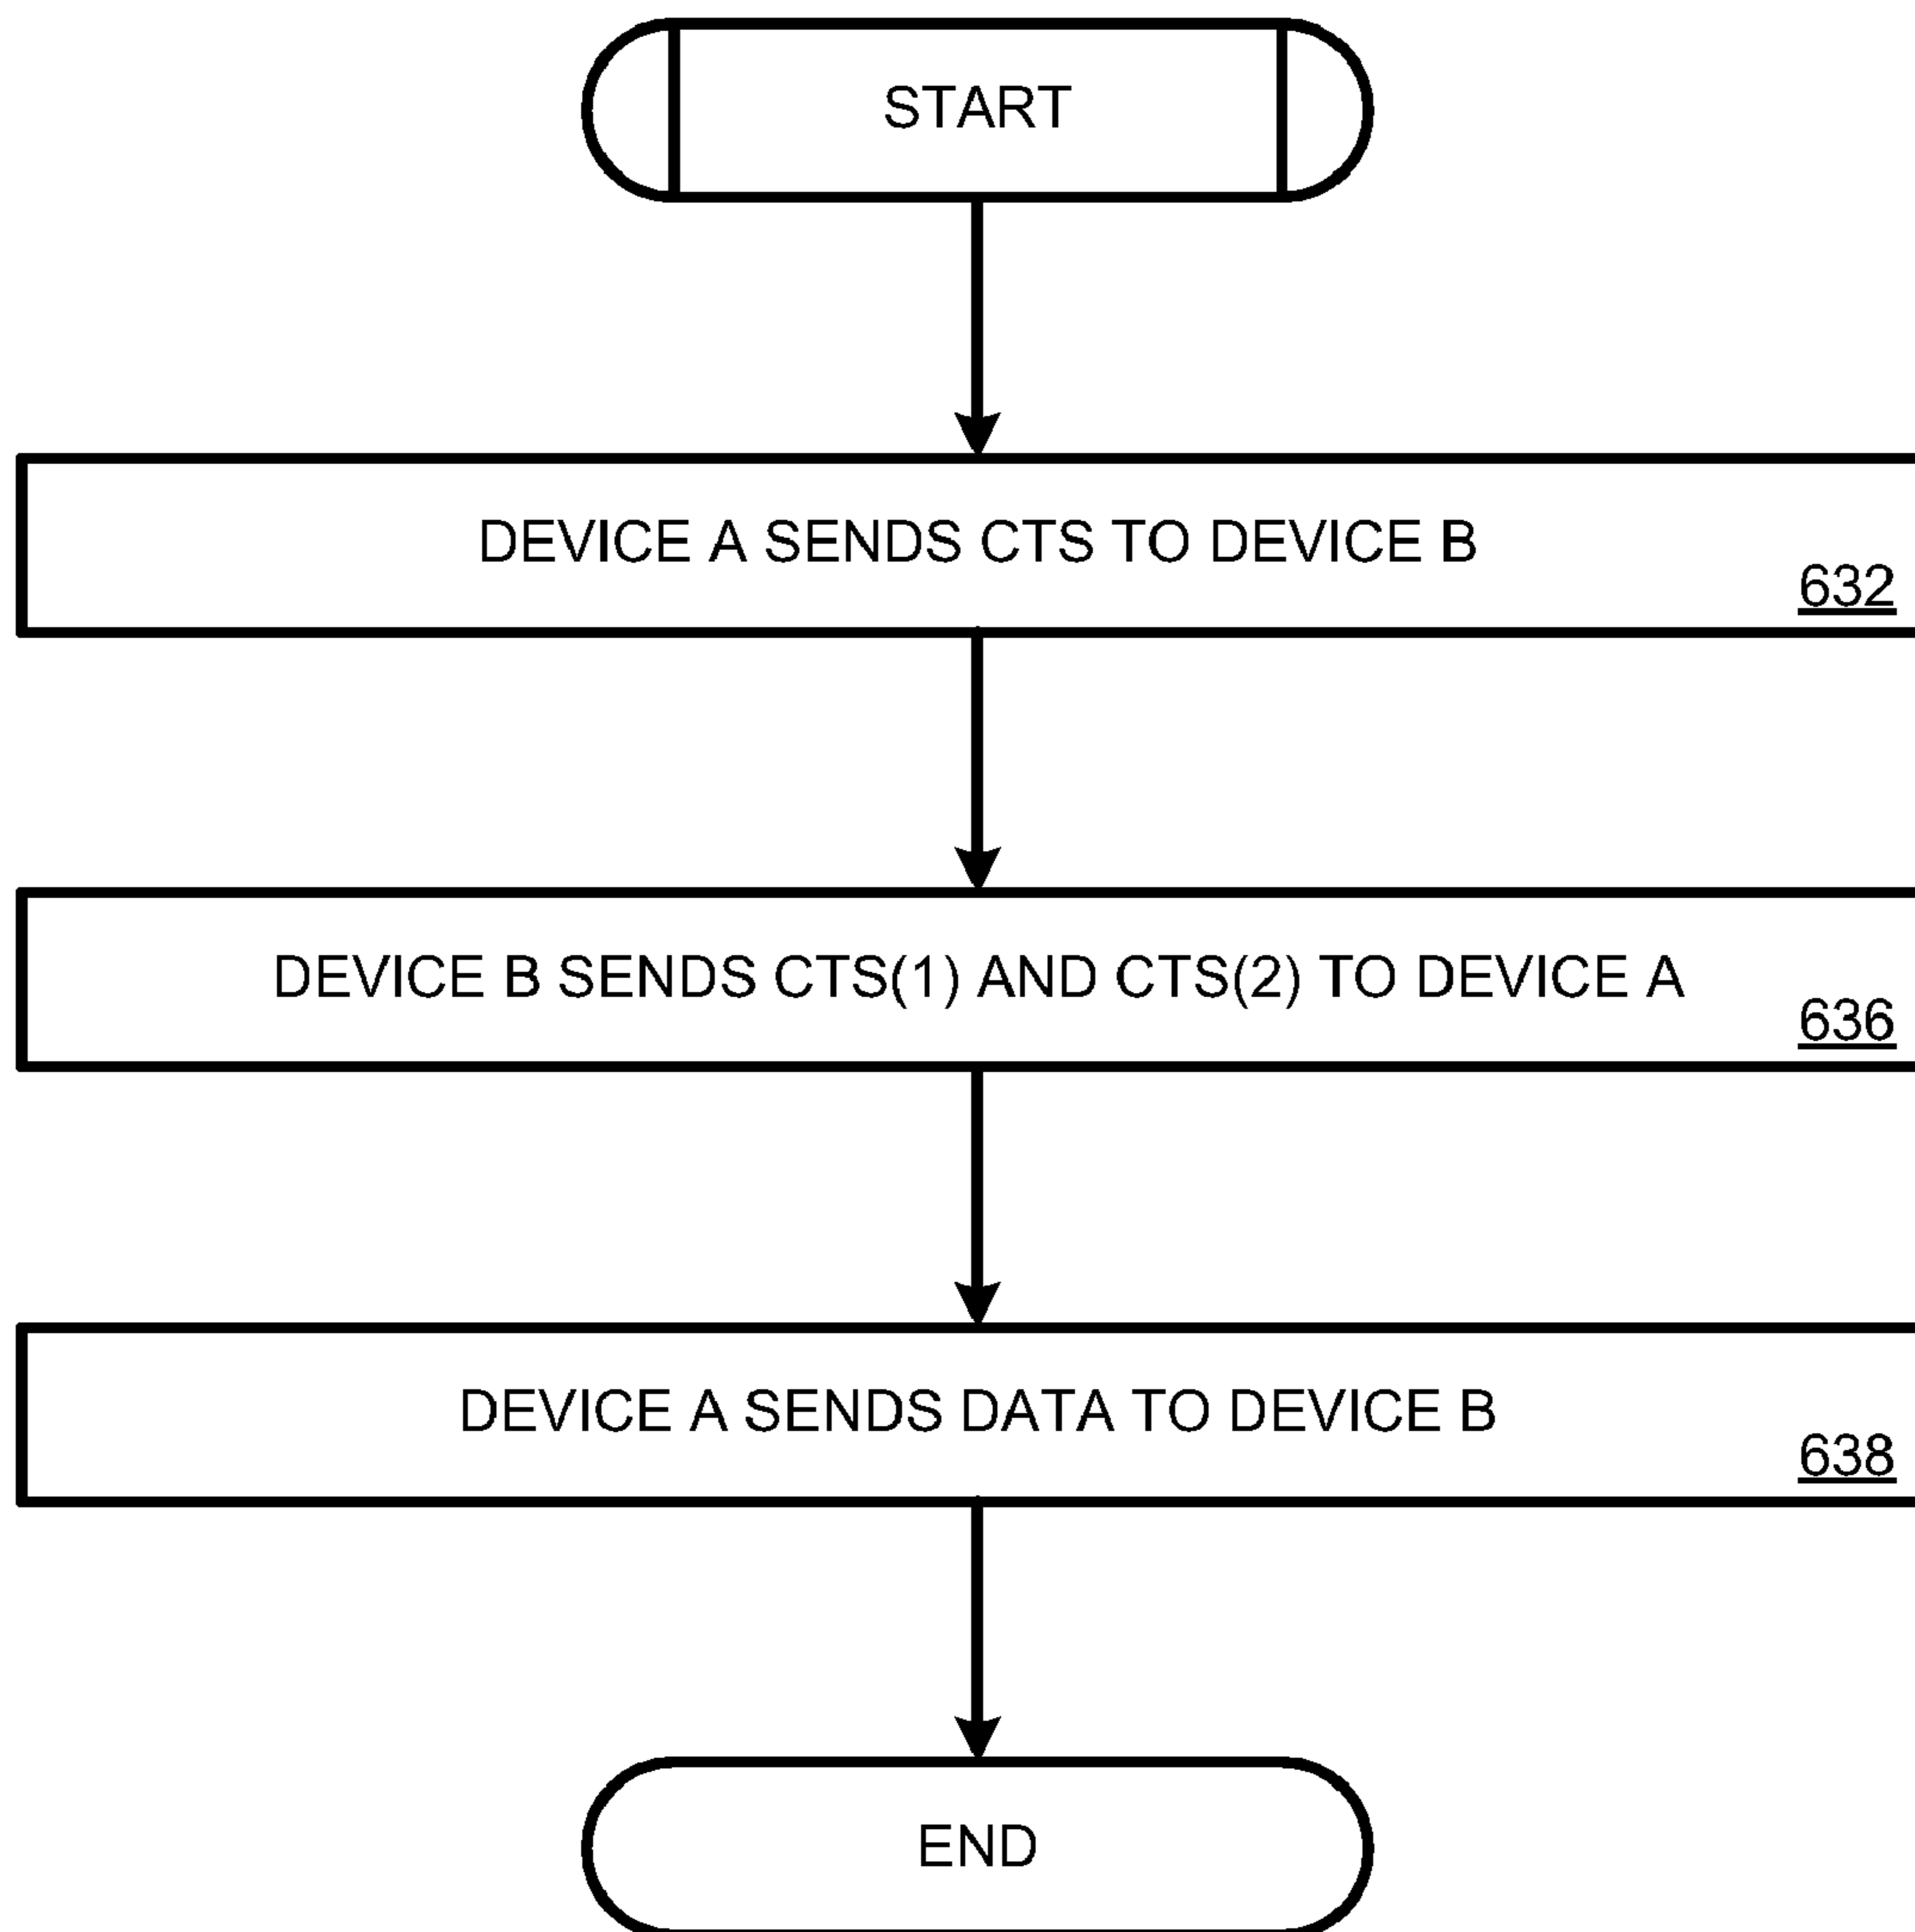 START
DEVICE A SENDS CTS TO DEVICE B
632
DEVICE B SENDS CTS(1) AND CTS(2) TO DEVICE A
636
DEVICE A SENDS DATA TO DEVICE B
638
END